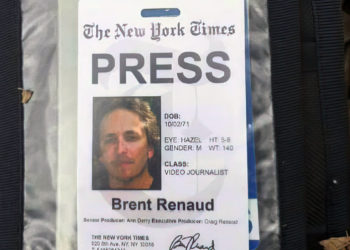 The New York Times
PRESS
DOB:
10/02/71
EYE: HAZEL HT: 5-8
GENDER: M WT: 140
CLASS:
VIDEO JOURNALIST
Brent Renaud
Senior Producer: Ann Derry Executive Producer: Craig Renaud
THE NEW YORK TIMES
620 8th Ave. NY, NY 10018